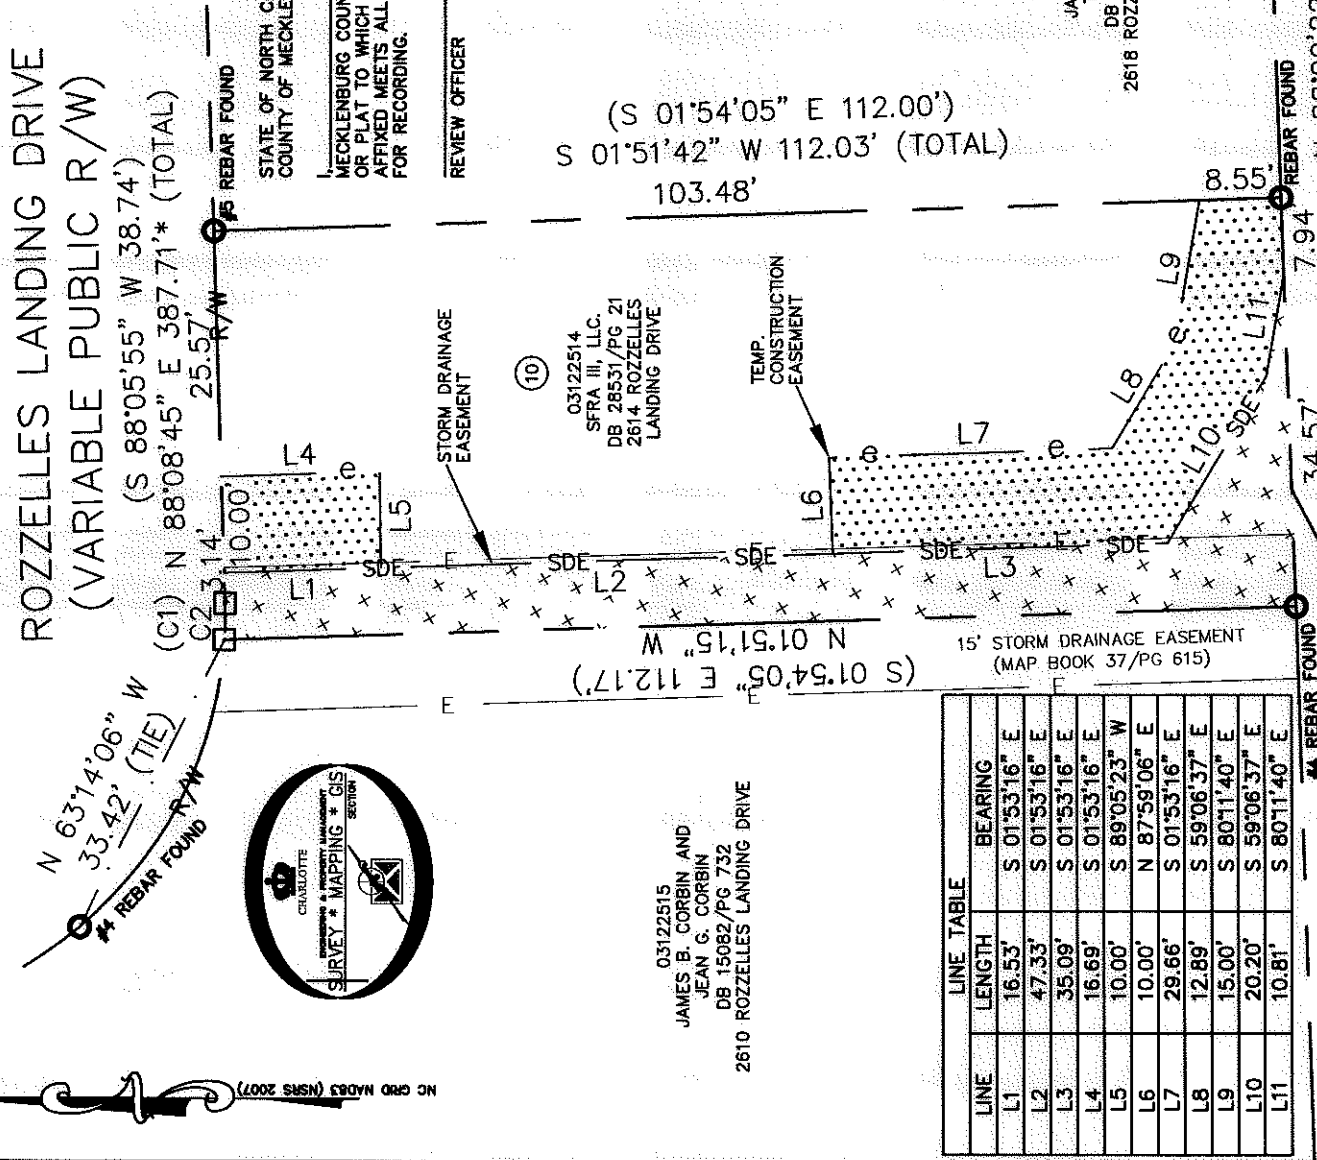 ROZZELLES LANDING DRIVE
(VARIABLE PUBLIC R/W)
(S 88°05'55" W 38.74')
(C1) N 88°08'45" E 387.71'* (TOTAL)
C2
3.14'
10.00'
25.57'
R/W
#5 REBAR FOUND
STATE OF NORTH
COUNTY OF
I,
MECKLENBURG
OR PLAT TO WHICH
AFFIXED MEETS ALL
FOR RECORDING.
REVIEW OFFICER
(S 01°54'05" E 112.00')
S 01°51'42" W 112.03' (TOTAL)
103.48'
8.55'
DB
2618
REBAR FOUND
7.94
34.57'
N 63°14'06" W
33.42' (TIE)
R/W
#4 REBAR FOUND
L4
e
L5
L1
SDE
E
STORM DRAINAGE
EASEMENT
SDE
L2
SDE
E
10
03122514
SFRA III, LLC.
DB 28531/PG 21
2614 ROZZELLES
LANDING DRIVE
TEMP.
CONSTRUCTION
EASEMENT
L6
e
L7
e
L8
e
L9
L10
L11
SDE
SDE
E
L3
SDE
N 01°51'15" W
(S 01°54'05" E 112.17')
15' STORM DRAINAGE EASEMENT
(MAP BOOK 37/PG 615)
E
E
E
#4 REBAR FOUND
CHARLOTTE
ENGINEERING & PROPERTY MANAGEMENT
SURVEY * MAPPING * GIS
SECTION
NC GRID NAD83 (NSRS 2007)
03122515
JAMES B. CORBIN AND
JEAN G. CORBIN
DB 15082/PG 732
2610 ROZZELLES LANDING DRIVE
LINE TABLE
LINE LENGTH BEARING
L1 16.53' S 01°53'16" E
L2 47.33' S 01°53'16" E
L3 35.09' S 01°53'16" E
L4 16.69' S 01°53'16" E
L5 10.00' S 89°05'23" W
L6 10.00' N 87°59'06" E
L7 29.66' S 01°53'16" E
L8 12.89' S 59°06'37" E
L9 15.00' S 80°11'40" E
L10 20.20' S 59°06'37" E
L11 10.81' S 80°11'40" E